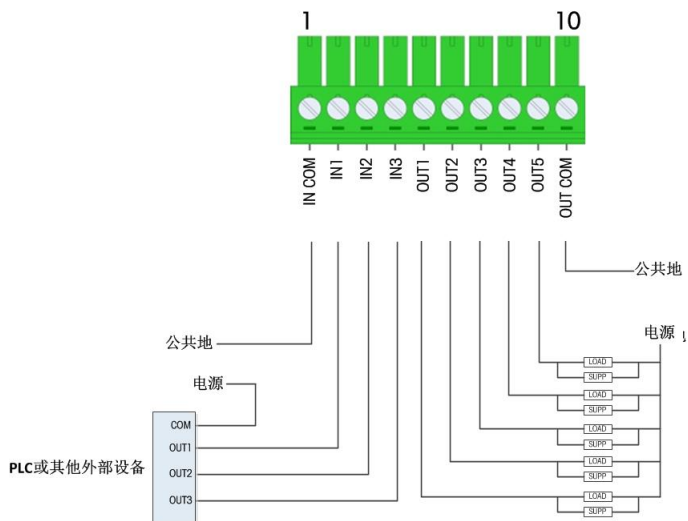 1 10
IN COM
IN1
IN2
IN3
OUT1
OUT2
OUT3
OUT4
OUT5
OUT COM
公共地
公共地
电源
电源
COM
OUT1
OUT2
OUT3
PLC或其他外部设备
LOAD
SUPP
LOAD
SUPP
LOAD
SUPP
LOAD
SUPP
LOAD
SUPP